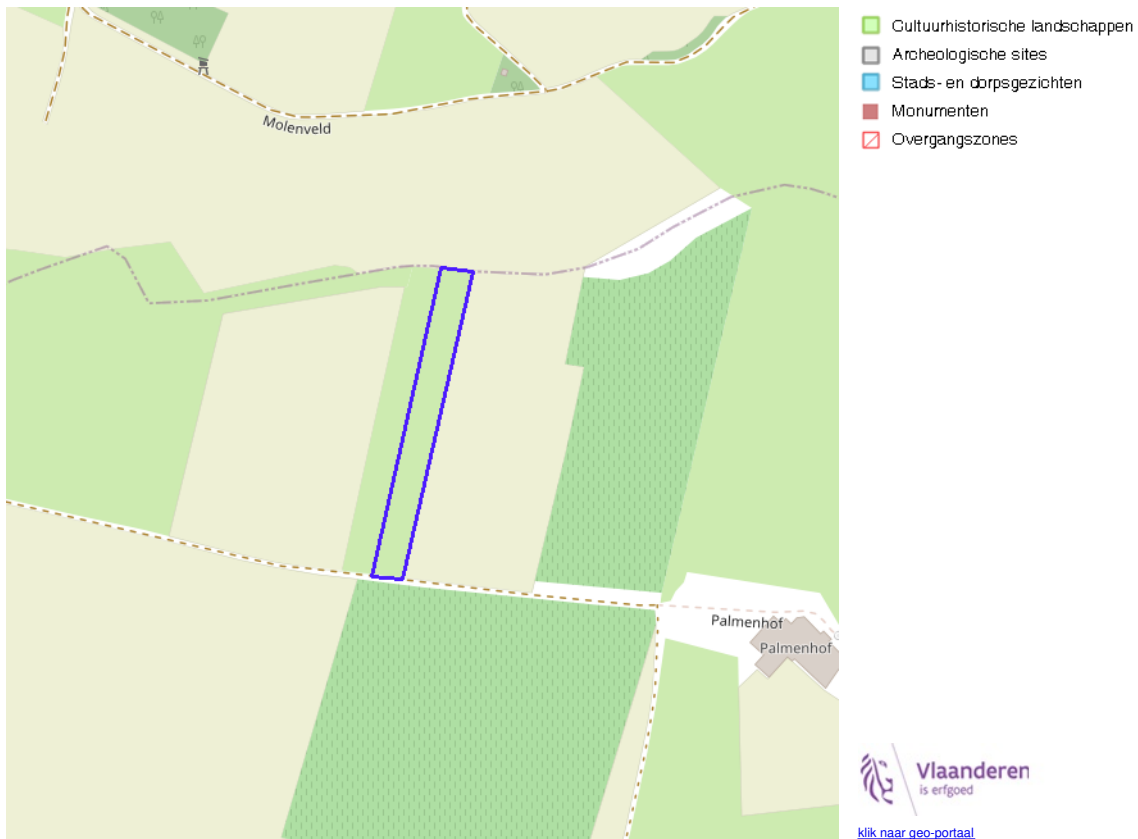 Molenveld
Palmenhof
Palmenhof
Cultuurhistorische landschappen
Archeologische sites
Stads- en dorpsgezichten
Monumenten
Overgangszones
Vlaanderen
is erfgoed
klik naar geo-portaal